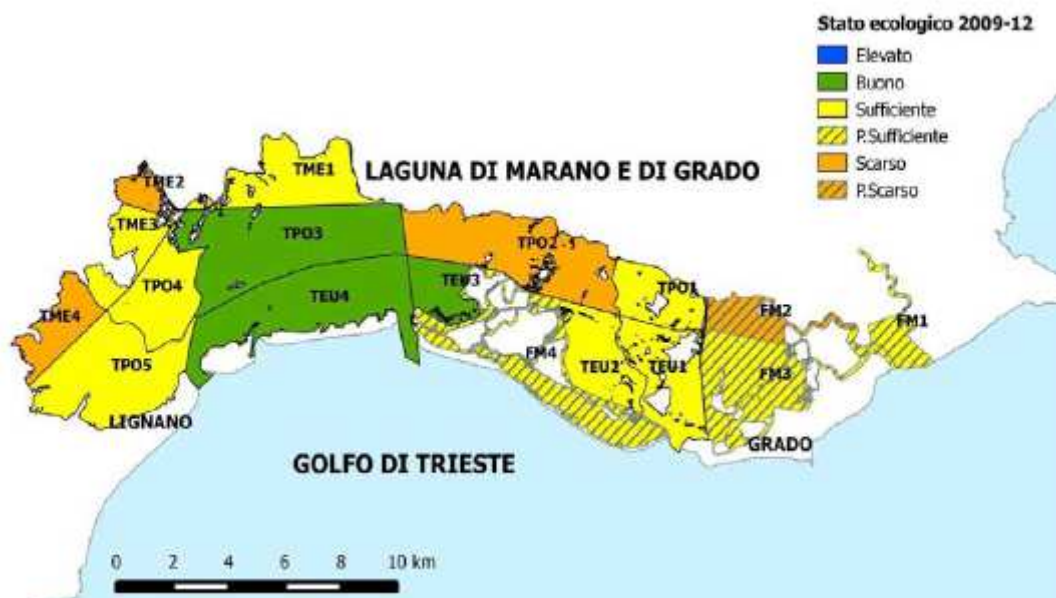 Stato ecologico 2009-12
Elevato
Buono
Sufficiente
P.Sufficiente
Scarso
P.Scarso
LAGUNA DI MARANO E DI GRADO
TME1
TME2
TME3
TPO3
TPO2
TEU3
TPO4
TEU4
TPO1
FM2
FM1
TME4
FM4
TPO5
TEU2
TEU1
FM3
LIGNANO
GRADO
GOLFO DI TRIESTE
0 2 4 6 8 10 km